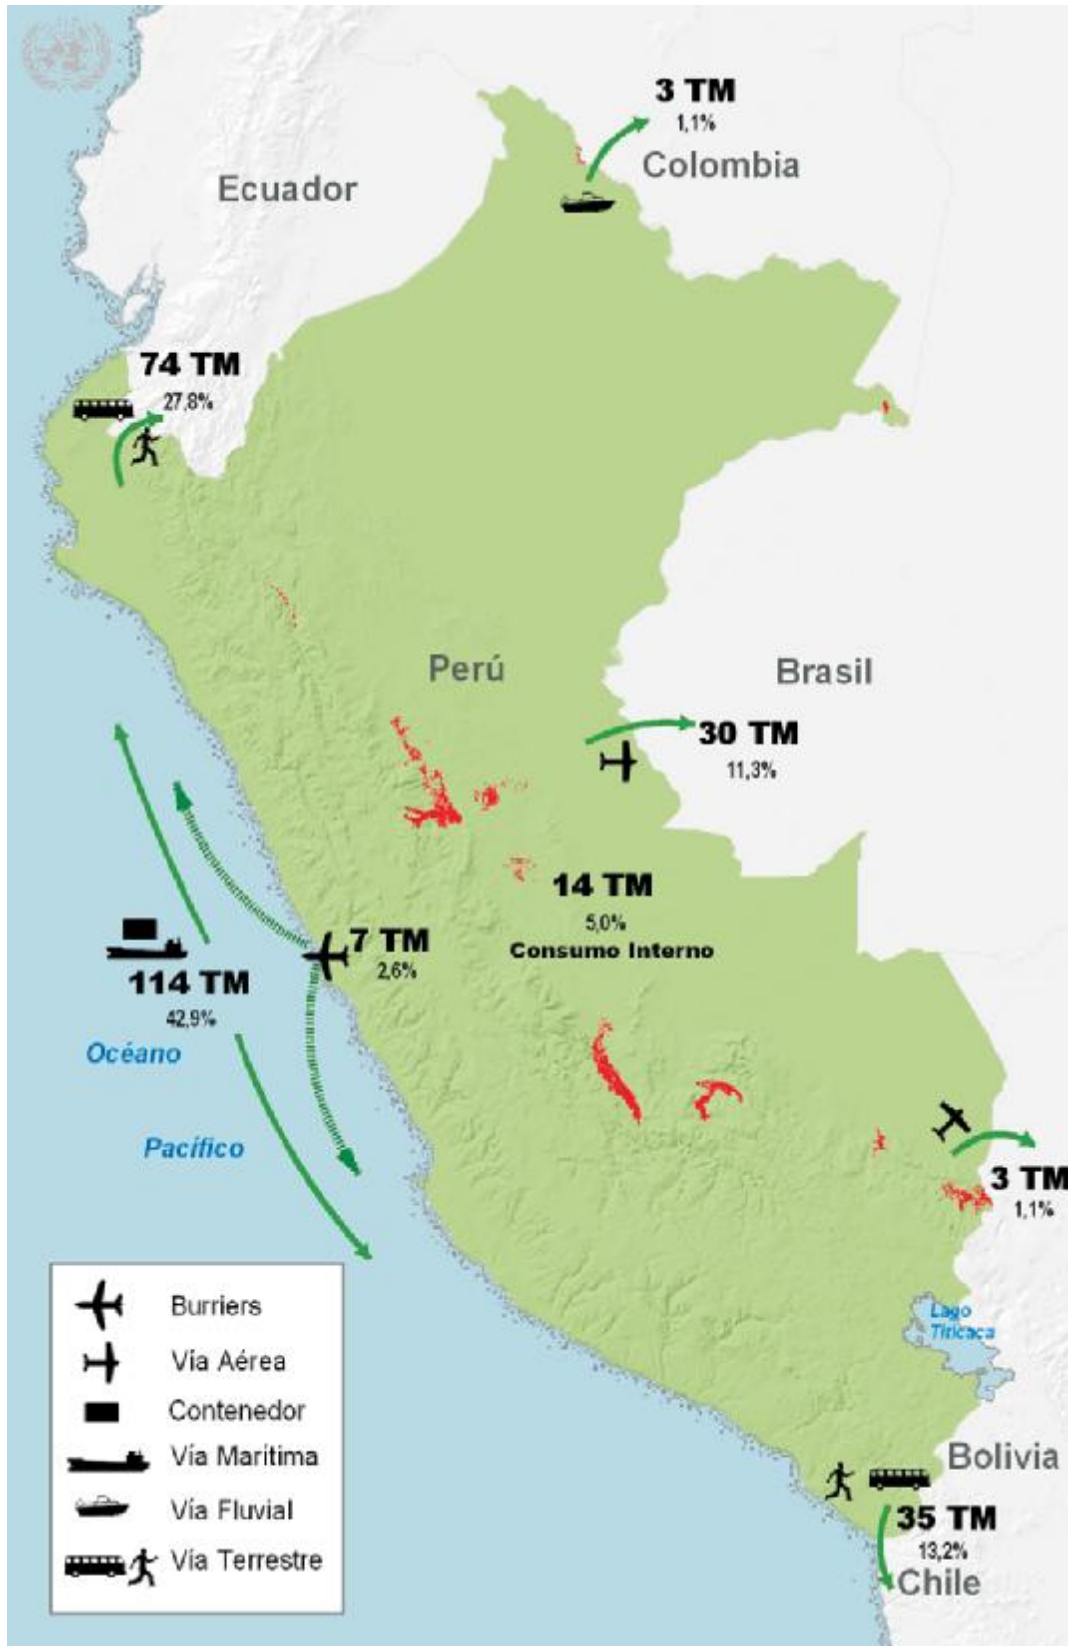 3 TM
1,1%
Colombia
Ecuador
74 TM
27,8%
Perú
Brasil
30 TM
11,3%
14 TM
5,0%
Consumo Interno
7 TM
2,6%
114 TM
42,9%
Océano
Pacífico
3 TM
1,1%
Lago
Titicaca
Burriers
Vía Aérea
Contenedor
Vía Marítima
Vía Fluvial
Vía Terrestre
Bolivia
35 TM
13,2%
Chile